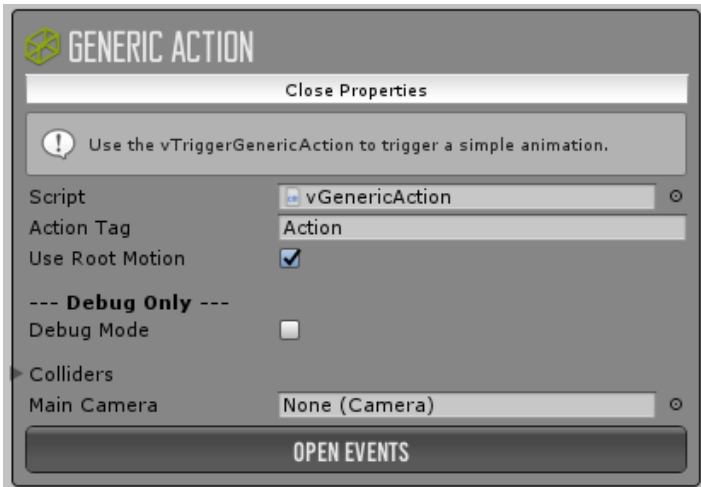 GENERIC ACTION
Close Properties
Use the vTriggerGenericAction to trigger a simple animation.
Script vGenericAction
Action Tag Action
Use Root Motion
--- Debug Only ---
Debug Mode
Colliders
Main Camera None (Camera)
OPEN EVENTS